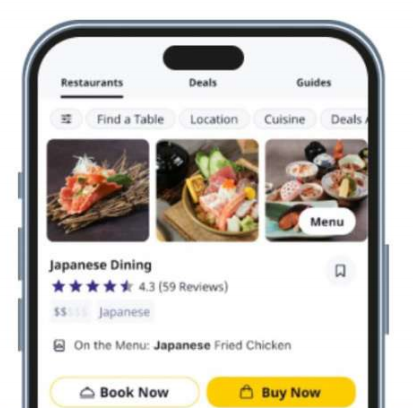 Restaurants Deals Guides
Find a Table Location Cuisine Deals
Menu
Japanese Dining
4.3 (59 Reviews)
$$$$$ Japanese
On the Menu: Japanese Fried Chicken
Book Now Buy Now